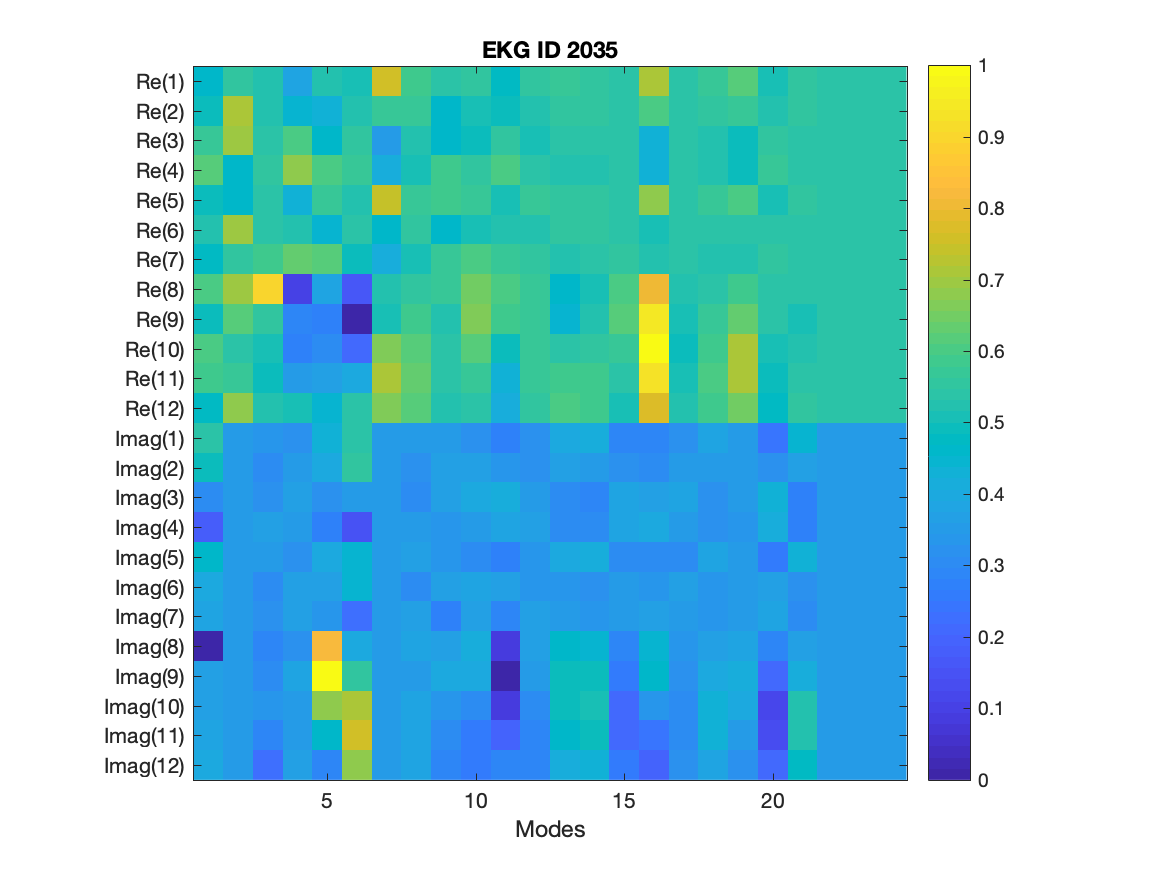 EKG ID 2035
Re(1)
Re(2)
Re(3)
Re(4)
Re(5)
Re(6)
Re(7)
Re(8)
Re(9)
Re(10)
Re(11)
Re(12)
Imag(1)
Imag(2)
Imag(3)
Imag(4)
Imag(5)
Imag(6)
Imag(7)
Imag(8)
Imag(9)
Imag(10)
Imag(11)
Imag(12)
5 10 15 20
Modes
1
0.9
0.8
0.7
0.6
0.5
0.4
0.3
0.2
0.1
0